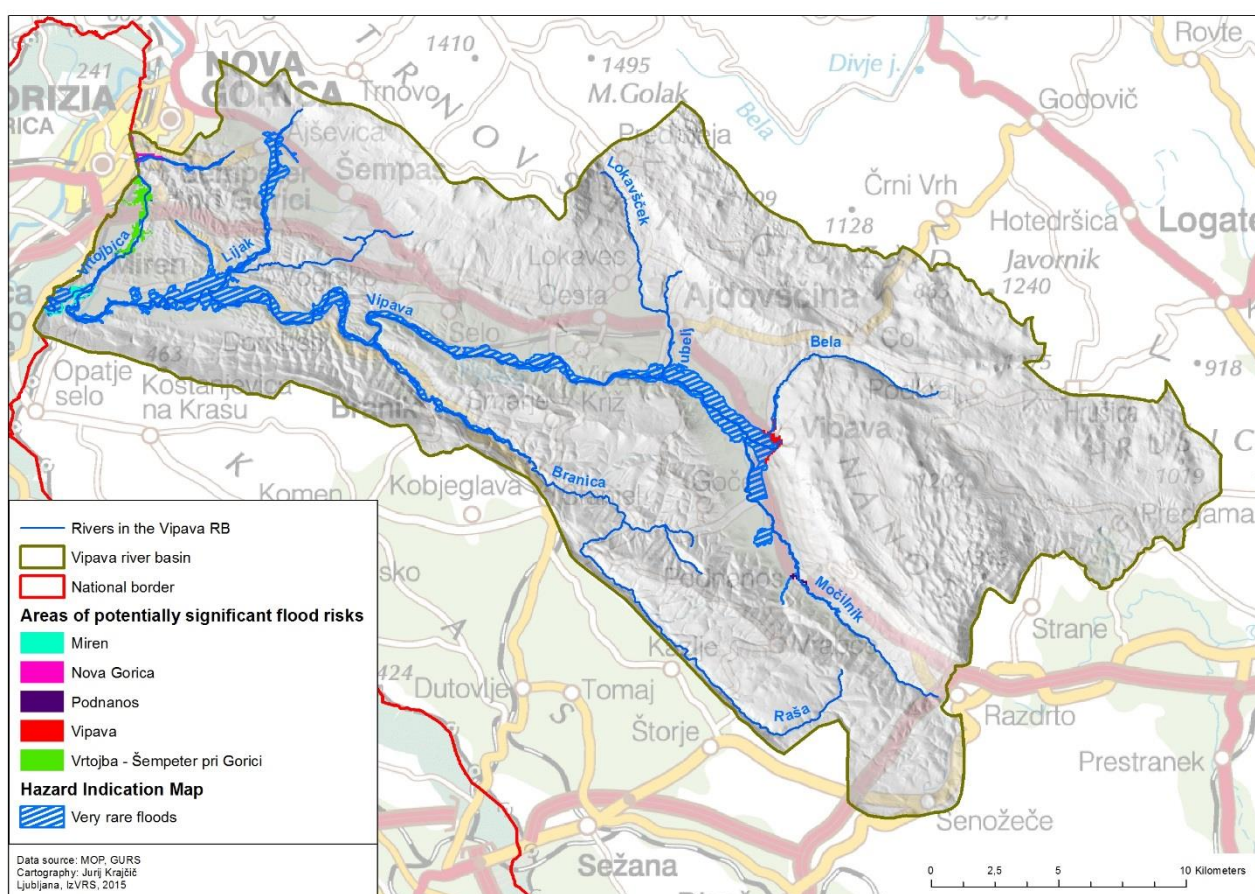 1410
1495
M.Golak
Divje j.
Rovte
241
NOVA
GORICA
Trnovo
Bela
Godovič
ORIZIA
RICA
Ajševica
Predmeja
Šempas
Lokavšček
Črni Vrh
1128
Hotedršica
Logate
Javornik
1240
Vrtojbica
Miren
Lijak
Lokavec
Ajdovščina
Cesta
Vipava
Selo
Col
Bela
918
Opatje
selo
Kostanjevica
na Krasu
Branik
Križ
Hrušica
Vipava
Komen
Kobjeglava
Branica
Goče
NANOS
1019
Predjama
Podnanos
Močilnik
Strane
424
Dutovlje
Tomaj
Štorje
Raša
Razdrto
Prestranek
Senožeče
Sežana
Rivers in the Vipava RB
Vipava river basin
National border
Areas of potentially significant flood risks
Miren
Nova Gorica
Podnanos
Vipava
Vrtojba - Šempeter pri Gorici
Hazard Indication Map
Very rare floods
Data source: MOP, GURS
Cartography: Jurij Krajčič
Ljubljana, IzVRS, 2015
0 2,5 5 10 Kilometers